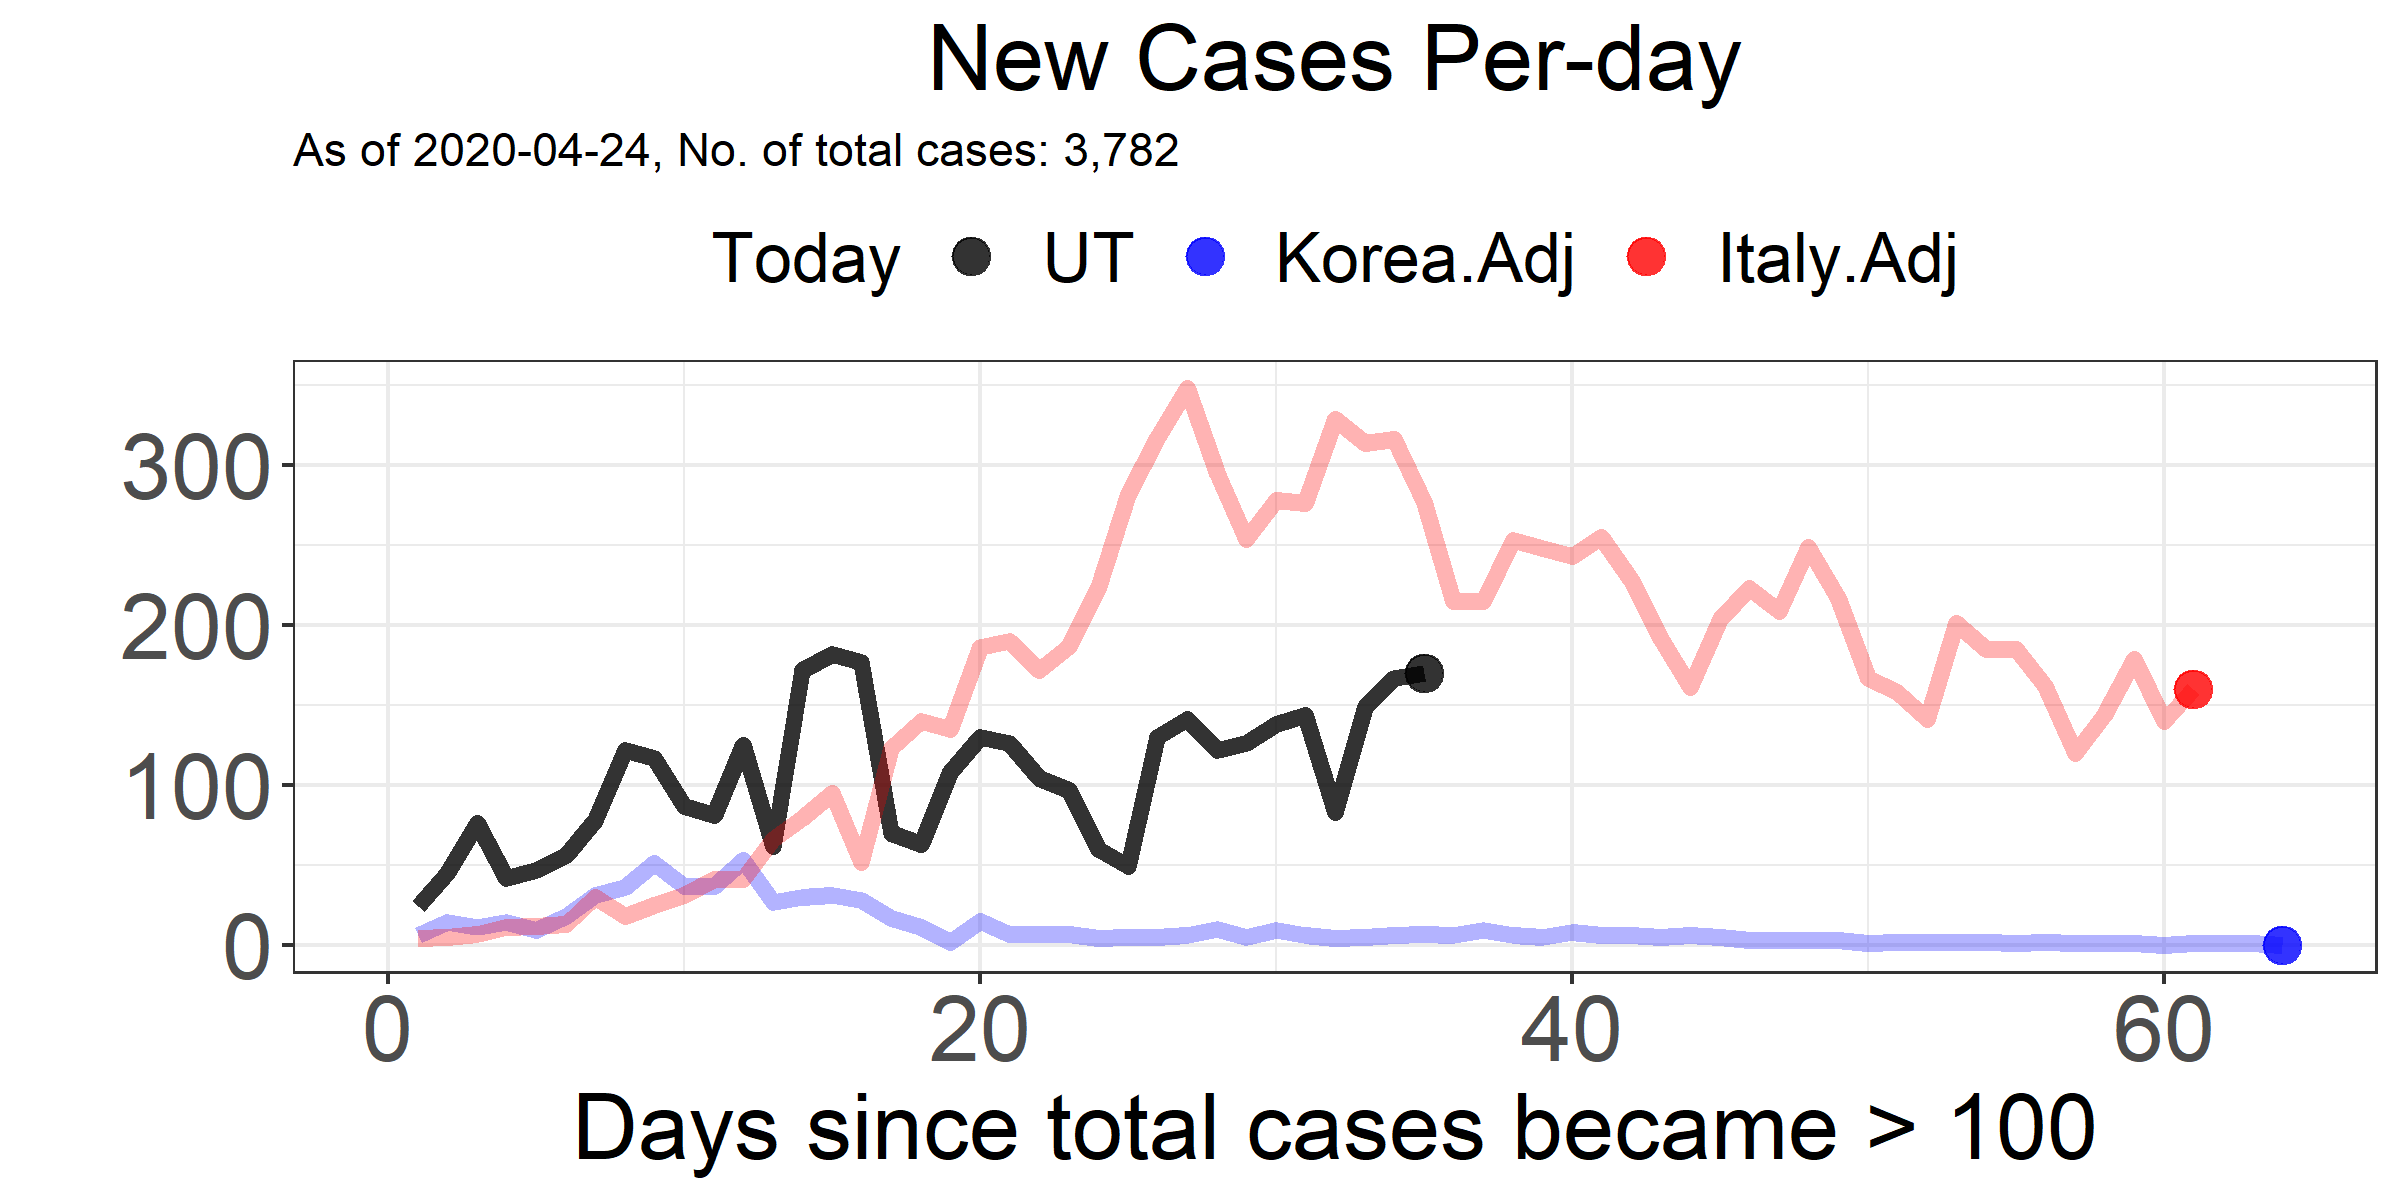 New Cases Per-day
As of 2020-04-24, No. of total cases: 3,782
Today UT Korea.Adj Italy.Adj
300
200
100
0
0 20 40 60
Days since total cases became > 100